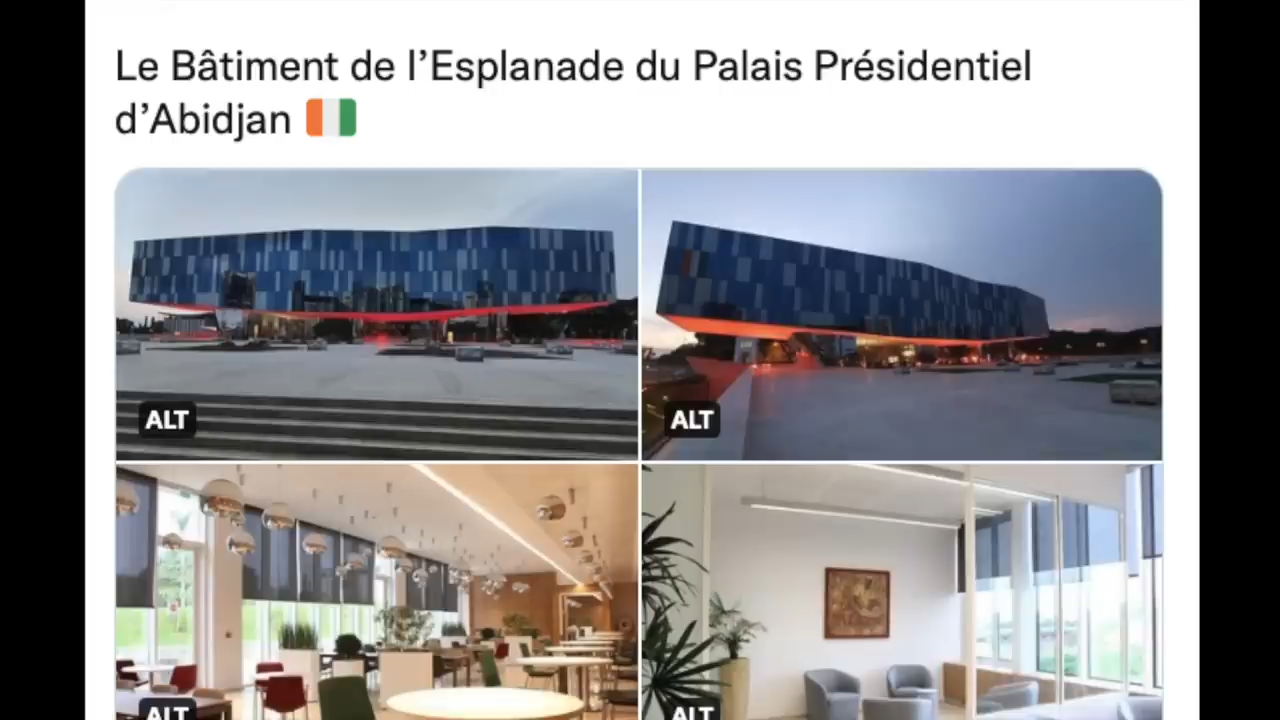 Le Bâtiment de l’Esplanade du Palais Présidentiel
d’Abidjan 🇨🇮
ALT
ALT
ALT
ALT